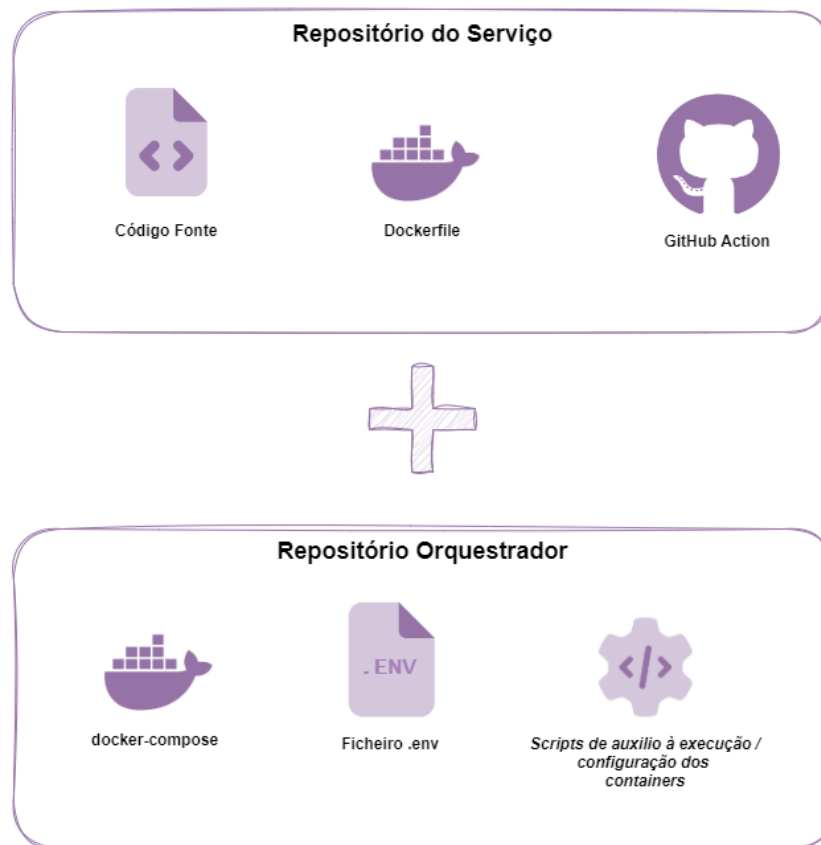 Repositório do Serviço
Código Fonte
Dockerfile
GitHub Action
Repositório Orquestrador
. ENV
docker-compose
Ficheiro .env
Scripts de auxilio à execução /
configuração dos
containers